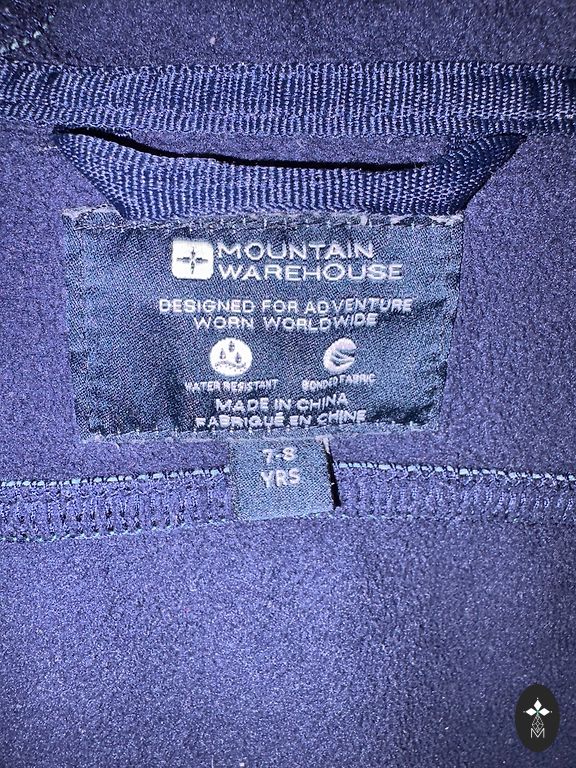 MOUNTAIN
WAREHOUSE
DESIGNED FOR ADVENTURE
WORN WORLDWIDE
WATER RESISTANT
BONDED FABRIC
MADE IN CHINA
FABRIQUÉ EN CHINE
7-8
YRS
M